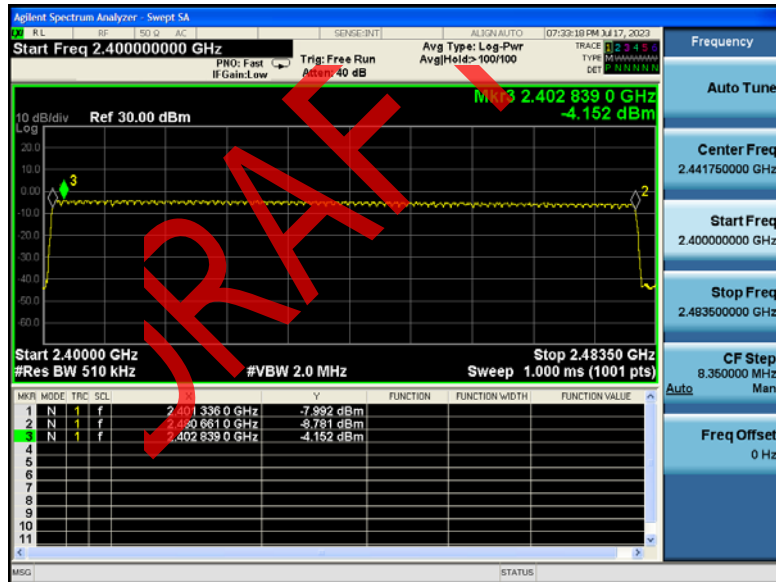 Agilent Spectrum Analyzer - Swept SA
RL RF 50 Ω AC SENSE:INT ALIGN AUTO 07:33:18 PM Jul 17, 2023
Start Freq 2.400000000 GHz
PNO: Fast
IFGain:Low
Trig: Free Run
Atten: 40 dB
Avg Type: Log-Pwr
Avg|Hold:>100/100
TRACE 1 2 3 4 5 6
TYPE M
DET P N N N N N
Mkr3 2.402 839 0 GHz
-4.152 dBm
10 dB/div Ref 30.00 dBm
Log
20.0
10.0
0.00
-10.0
-20.0
-30.0
-40.0
-50.0
-60.0
3
2
Start 2.40000 GHz Stop 2.48350 GHz
#Res BW 510 kHz #VBW 2.0 MHz Sweep 1.000 ms (1001 pts)
MKR MODE TRC SCL X Y FUNCTION FUNCTION WIDTH FUNCTION VALUE
1 N 1 f 2.401 336 0 GHz -7.992 dBm
2 N 1 f 2.480 661 0 GHz -8.781 dBm
3 N 1 f 2.402 839 0 GHz -4.152 dBm
4
5
6
7
8
9
10
11
MSG STATUS
Frequency
Auto Tune
Center Freq
2.441750000 GHz
Start Freq
2.400000000 GHz
Stop Freq
2.483500000 GHz
CF Step
8.350000 MHz
Auto Man
Freq Offset
0 Hz
DRAFT